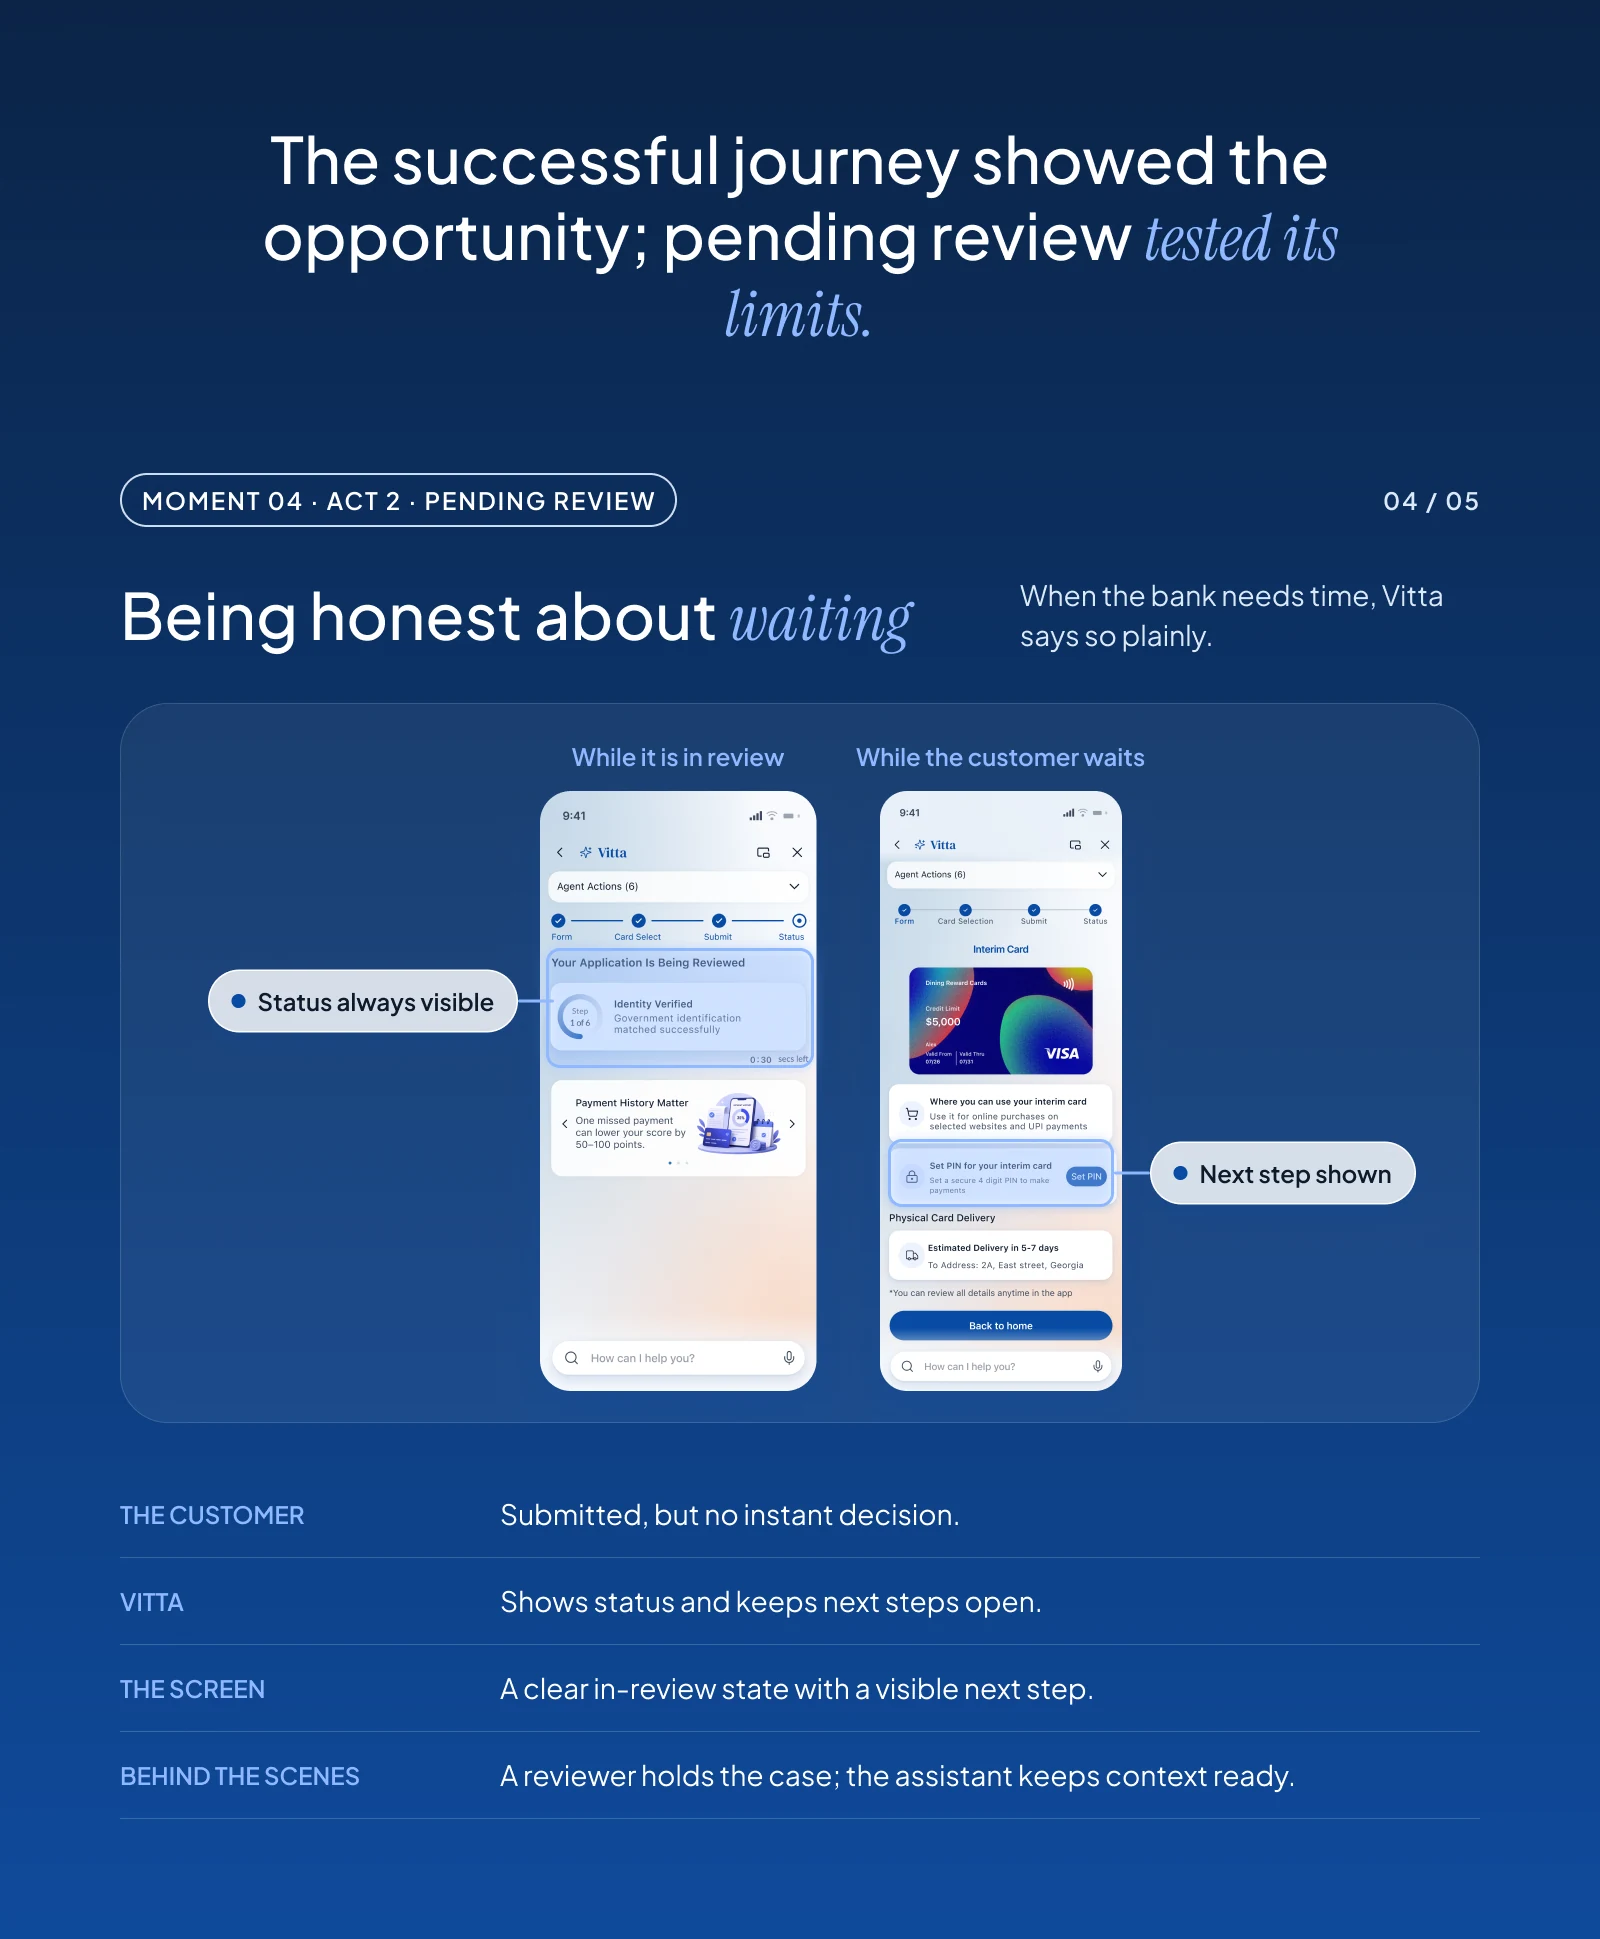 The successful journey showed the
opportunity; pending review tested its
limits.
MOMENT 04 · ACT 2 · PENDING REVIEW
04 / 05
Being honest about waiting
When the bank needs time, Vitta
says so plainly.
While it is in review
9:41
Vitta
Agent Actions (6)
Form
Card Select
Submit
Status
Your Application Is Being Reviewed
Step
1 of 6
Identity Verified
Government identification
matched successfully
0:30 secs left
Payment History Matter
One missed payment
can lower your score by
50–100 points.
How can I help you?
Status always visible
While the customer waits
9:41
Vitta
Agent Actions (6)
Form
Card Selection
Submit
Status
Interim Card
Dining Reward Cards
Credit Limit
$5,000
Alex
Valid From
07/26
Valid Thru
07/31
VISA
Where you can use your interim card
Use it for online purchases on
selected websites and UPI payments
Set PIN for your interim card
Set a secure 4 digit PIN to make
payments
Set PIN
Physical Card Delivery
Estimated Delivery in 5-7 days
To Address: 2A, East street, Georgia
*You can review all details anytime in the app
Back to home
How can I help you?
Next step shown
THE CUSTOMER
Submitted, but no instant decision.
VITTA
Shows status and keeps next steps open.
THE SCREEN
A clear in-review state with a visible next step.
BEHIND THE SCENES
A reviewer holds the case; the assistant keeps context ready.